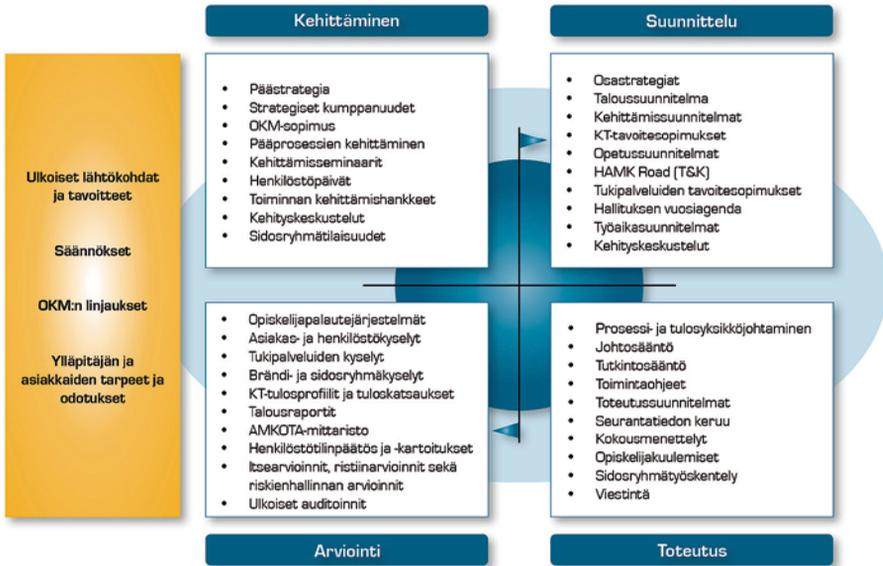 Kehittäminen
Suunnittelu
Ulkoiset lähtökohdat
ja tavoitteet
Säännökset
OKM:n linjaukset
Ylläpitäjän ja
asiakkaiden tarpeet ja
odotukset
• Päästrategia
• Strategiset kumppanuudet
• OKM-sopimus
• Pääprosessien kehittäminen
• Kehittämisseminaarit
• Henkilöstöpäivät
• Toiminnan kehittämishankkeet
• Kehityskeskustelut
• Sidosryhmätilaisuudet
• Osastrategiat
• Taloussuunnitelma
• Kehittämissuunnitelmat
• KT-tavoitesopimukset
• Opetussuunnitelmat
• HAMK Road (T&K)
• Tukipalveluiden tavoitesopimukset
• Hallituksen vuosiagenda
• Työaikasuunnitelmat
• Kehityskeskustelut
• Opiskelijapalautejärjestelmät
• Asiakas- ja henkilöstökyselyt
• Tukipalveluiden kyselyt
• Brändi- ja sidosryhmäkyselyt
• KT-tulosprofiilit ja tuloskatsaukset
• Talousraportit
• AMKOTA-mittaristo
• Henkilöstötilinpäätös ja -kartoitukset
• Itsearvioinnit, ristiinarvioinnit sekä
riskienhallinnan arvioinnit
• Ulkoiset auditoinnit
• Prosessi- ja tulosyksikköjohtaminen
• Johtosääntö
• Tutkintosääntö
• Toimintaohjeet
• Toteutussuunnitelmat
• Seurantatiedon keruu
• Kokousmenettelyt
• Opiskelijakuulemiset
• Sidosryhmätyöskentely
• Viestintä
Arviointi
Toteutus